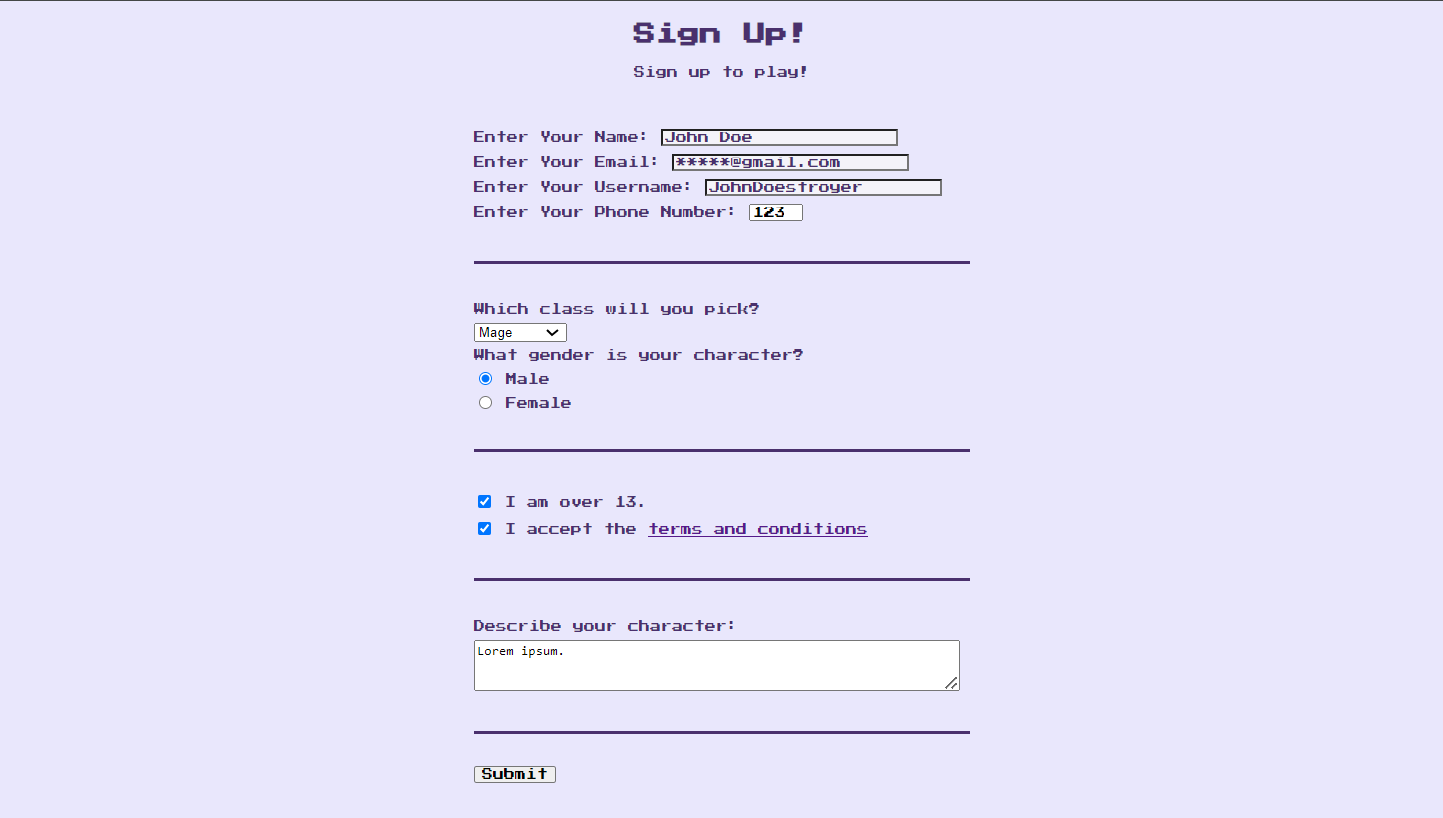 Sign Up!
Sign up to play!
Enter Your Name: John Doe
Enter Your Email: *****@gmail.com
Enter Your Username: JohnDoestroyer
Enter Your Phone Number: 123
Which class will you pick?
Mage
What gender is your character?
Male
Female
I am over 13.
I accept the terms and conditions
Describe your character:
Lorem ipsum.
Submit